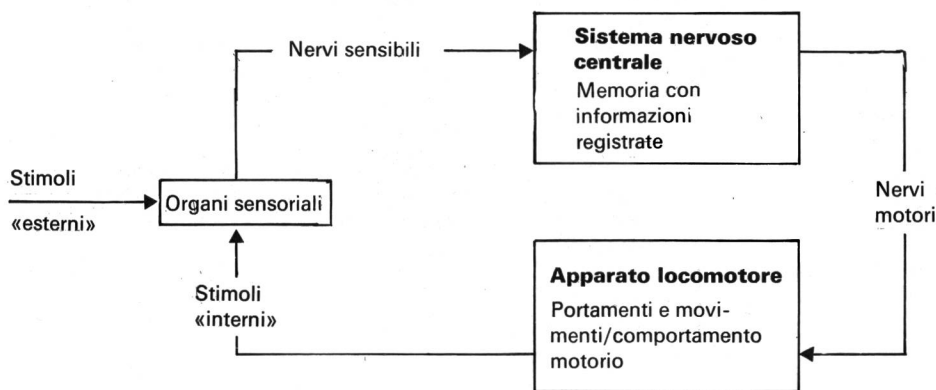 Nervi sensibili
Sistema nervoso
centrale
Memoria con
informazioni
registrate
Stimoli
«esterni»
Organi sensoriali
Nervi
motori
Stimoli
«interni»
Apparato locomotore
Portamenti e movi-
menti/comportamento
motorio